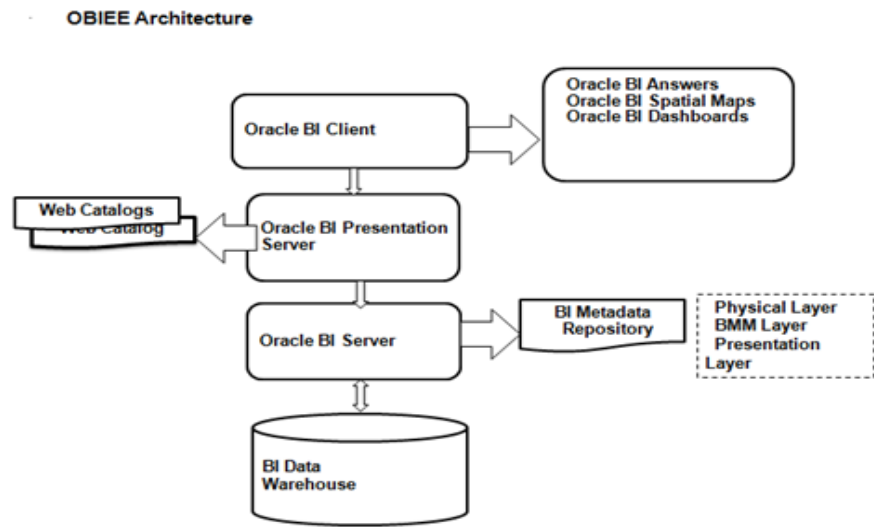 OBIEE Architecture
Oracle BI Client
Oracle BI Answers
Oracle BI Spatial Maps
Oracle BI Dashboards
Web Catalogs
Web Catalog
Oracle BI Presentation
Server
Oracle BI Server
BI Metadata
Repository
Physical Layer
BMM Layer
Presentation
Layer
BI Data
Warehouse